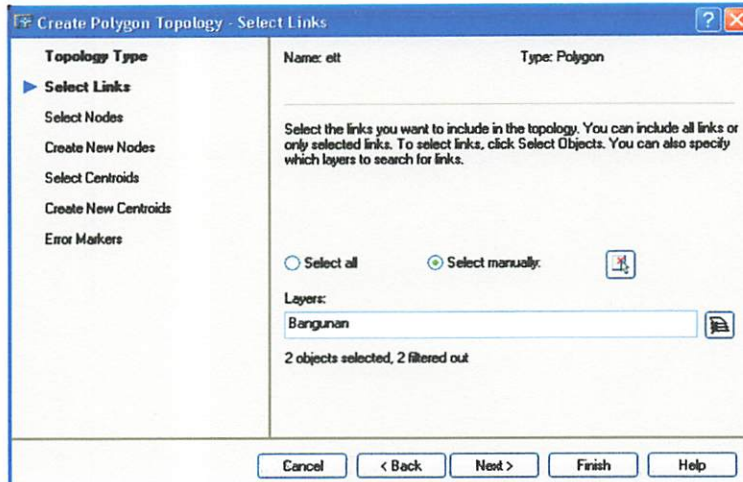 Create Polygon Topology - Select Links
Topology Type
Select Links
Select Nodes
Create New Nodes
Select Centroids
Create New Centroids
Error Markers
Name: ett
Type: Polygon
Select the links you want to include in the topology. You can include all links or
only selected links. To select links, click Select Objects. You can also specify
which layers to search for links.
Select all
Select manually:
Layers:
Bangunan
2 objects selected, 2 filtered out
Cancel
< Back
Next >
Finish
Help